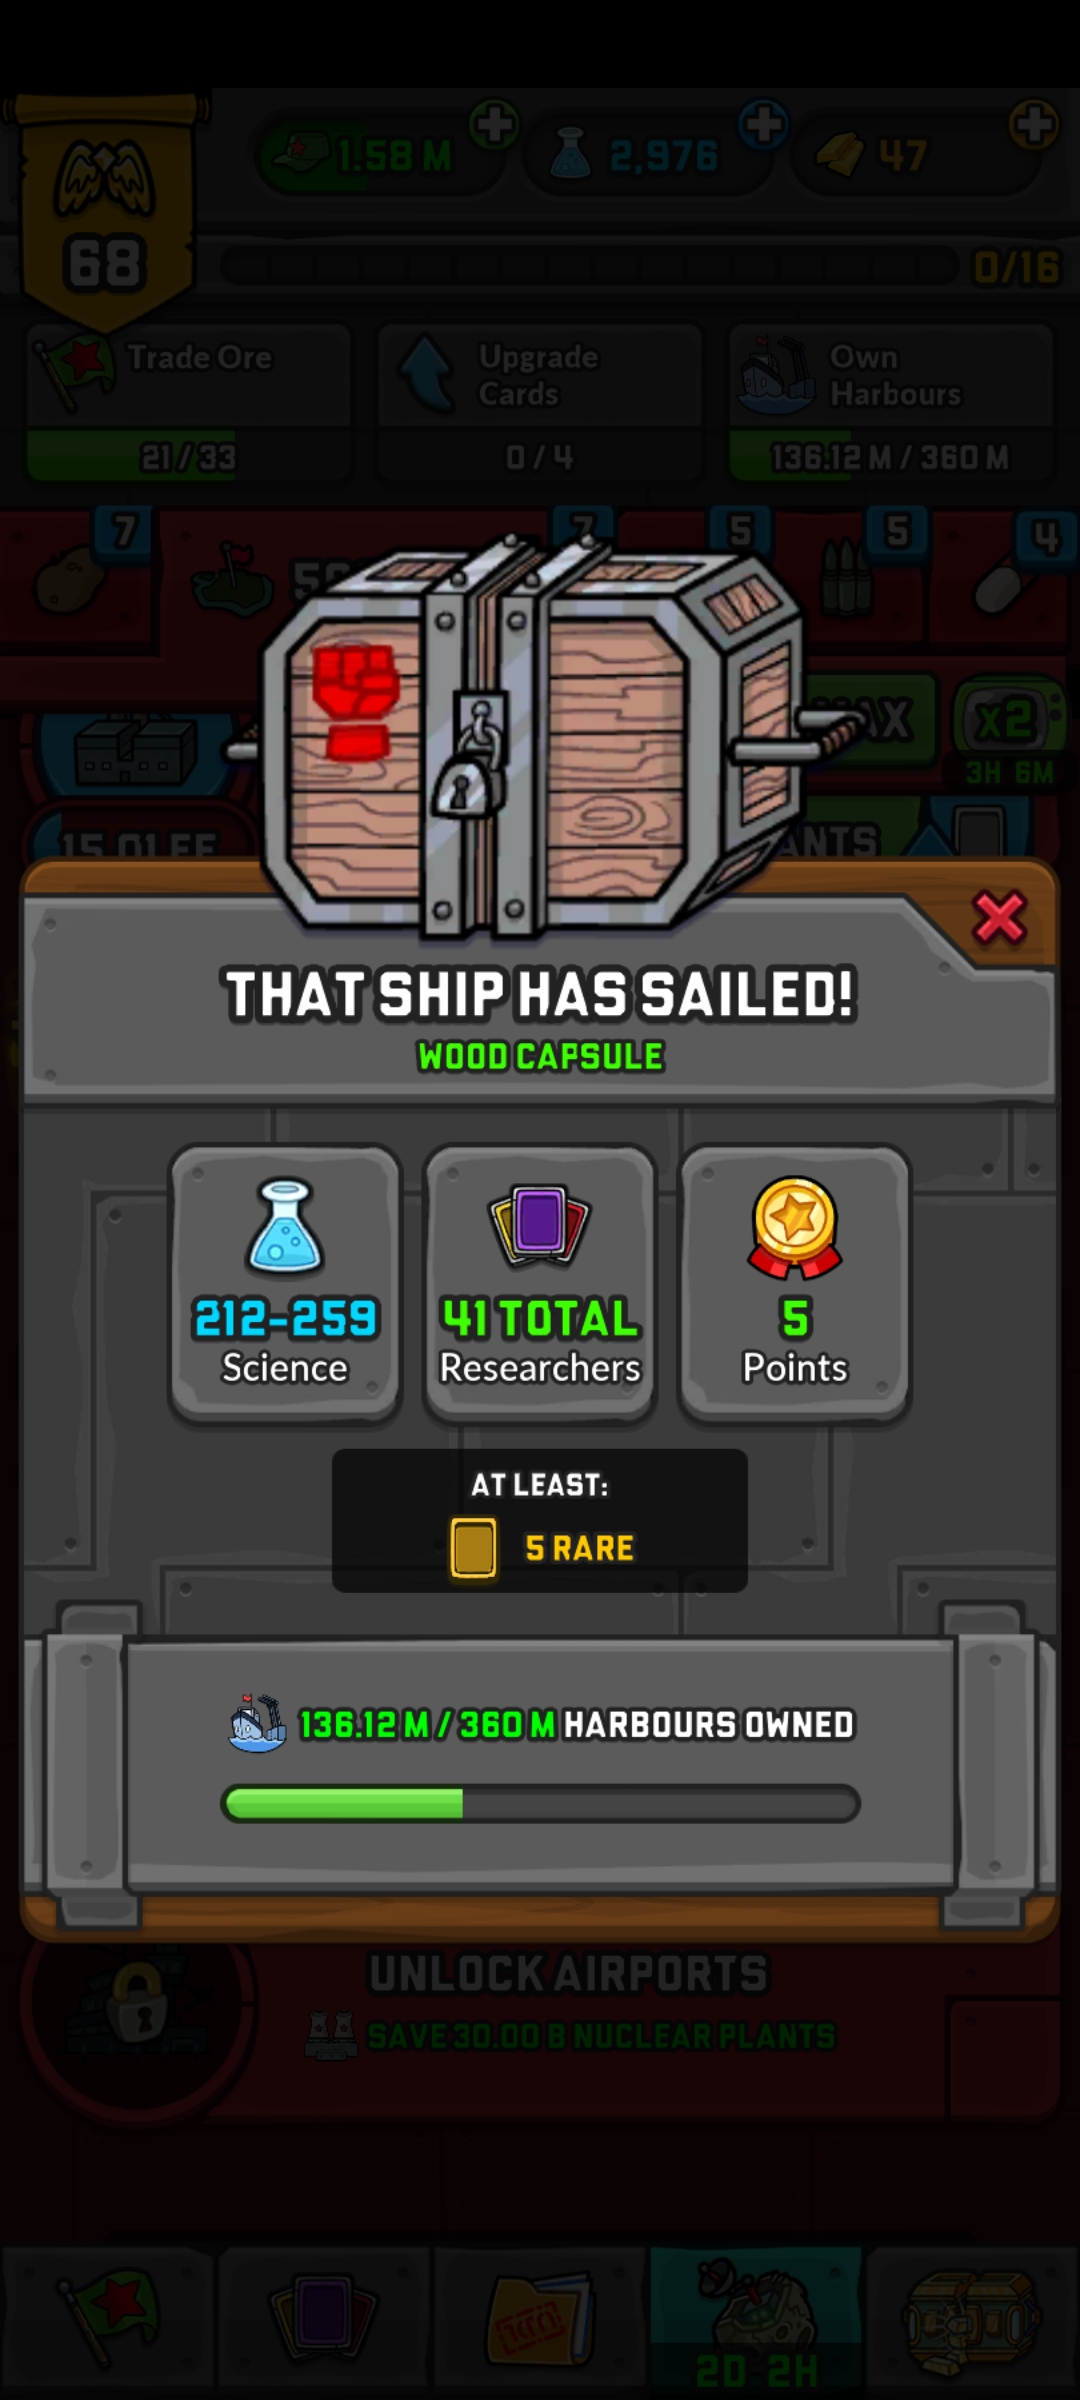 1.58 M
2,976
47
68
0/16
Trade Ore
Upgrade
Cards
Own
Harbours
21/33
0/4
136.12 M / 360 M
7
7
5
5
4
x2
3H 6M
THAT SHIP HAS SAILED!
WOOD CAPSULE
212-259
Science
41 TOTAL
Researchers
5
Points
AT LEAST:
5 RARE
136.12 M / 360 M HARBOURS OWNED
UNLOCK AIRPORTS
SAVE 30.00 B NUCLEAR PLANTS
2D 2H